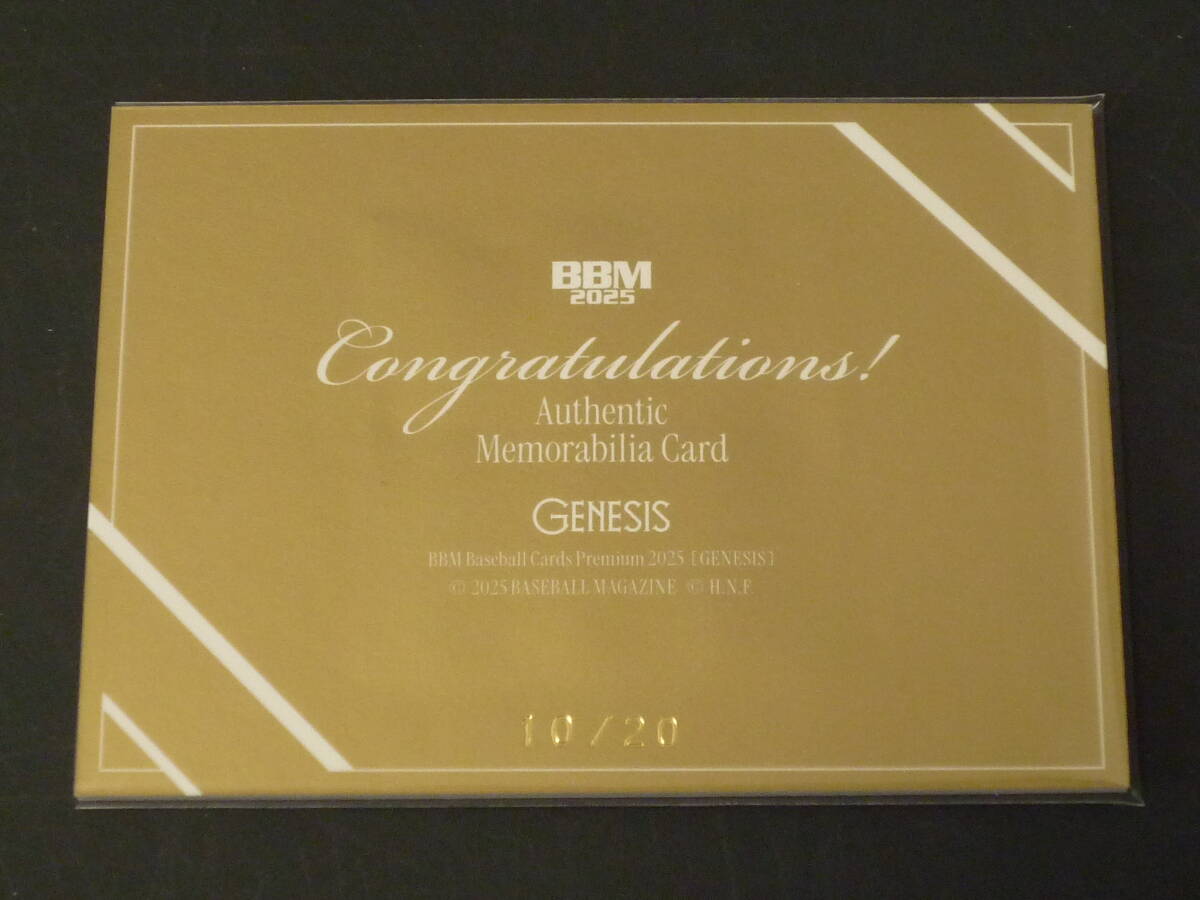 BBM
2025
Congratulations!
Authentic
Memorabilia Card
GENESIS
BBM Baseball Cards Premium 2025 [GENESIS]
© 2025 BASEBALL MAGAZINE © H.N.F.
10/20